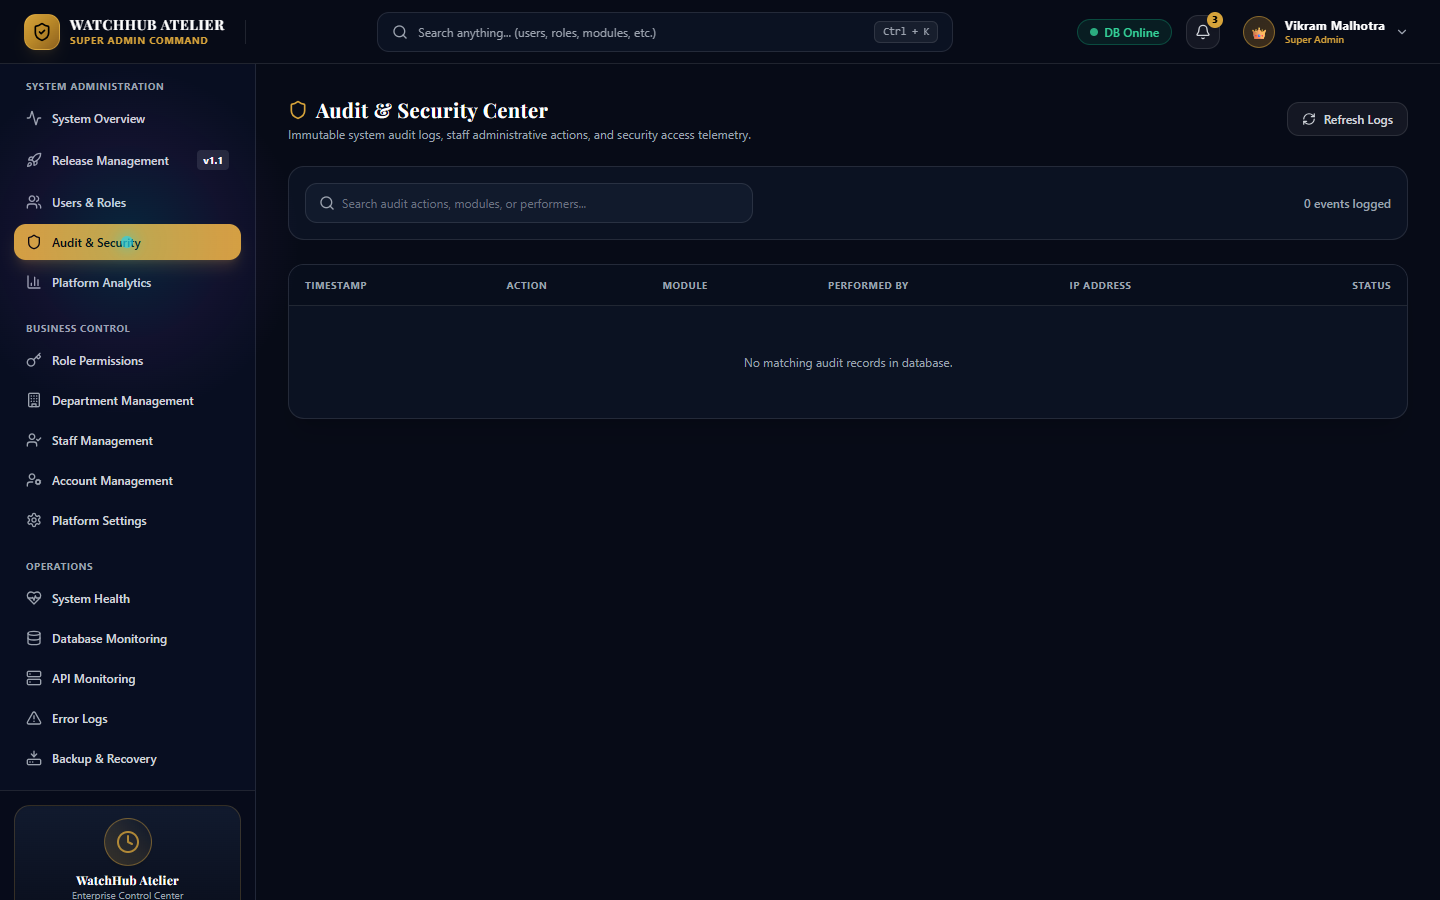 WATCHHUB ATELIER
SUPER ADMIN COMMAND
Search anything... (users, roles, modules, etc.)
Ctrl + K
DB Online
3
Vikram Malhotra
Super Admin
SYSTEM ADMINISTRATION
System Overview
Release Management
v1.1
Users & Roles
Audit & Security
Platform Analytics
BUSINESS CONTROL
Role Permissions
Department Management
Staff Management
Account Management
Platform Settings
OPERATIONS
System Health
Database Monitoring
API Monitoring
Error Logs
Backup & Recovery
WatchHub Atelier
Enterprise Control Center
Audit & Security Center
Immutable system audit logs, staff administrative actions, and security access telemetry.
Refresh Logs
Search audit actions, modules, or performers...
0 events logged
TIMESTAMP ACTION MODULE PERFORMED BY IP ADDRESS STATUS
No matching audit records in database.